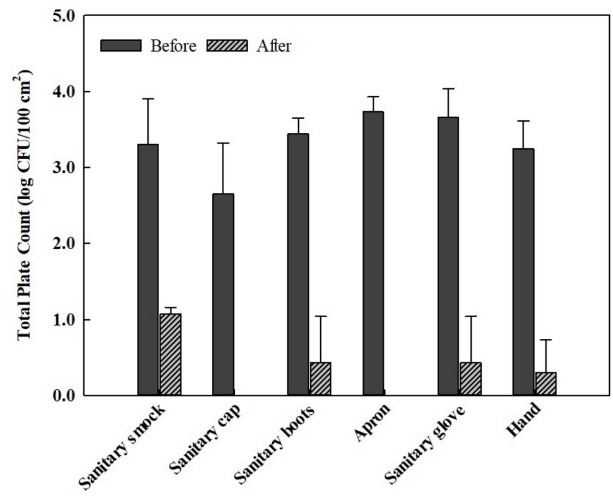 5.0
Before After
4.0
3.0
2.0
1.0
0.0
Total Plate Count (log CFU/100 cm²)
Sanitary smock
Sanitary cap
Sanitary boots
Apron
Sanitary glove
Hand